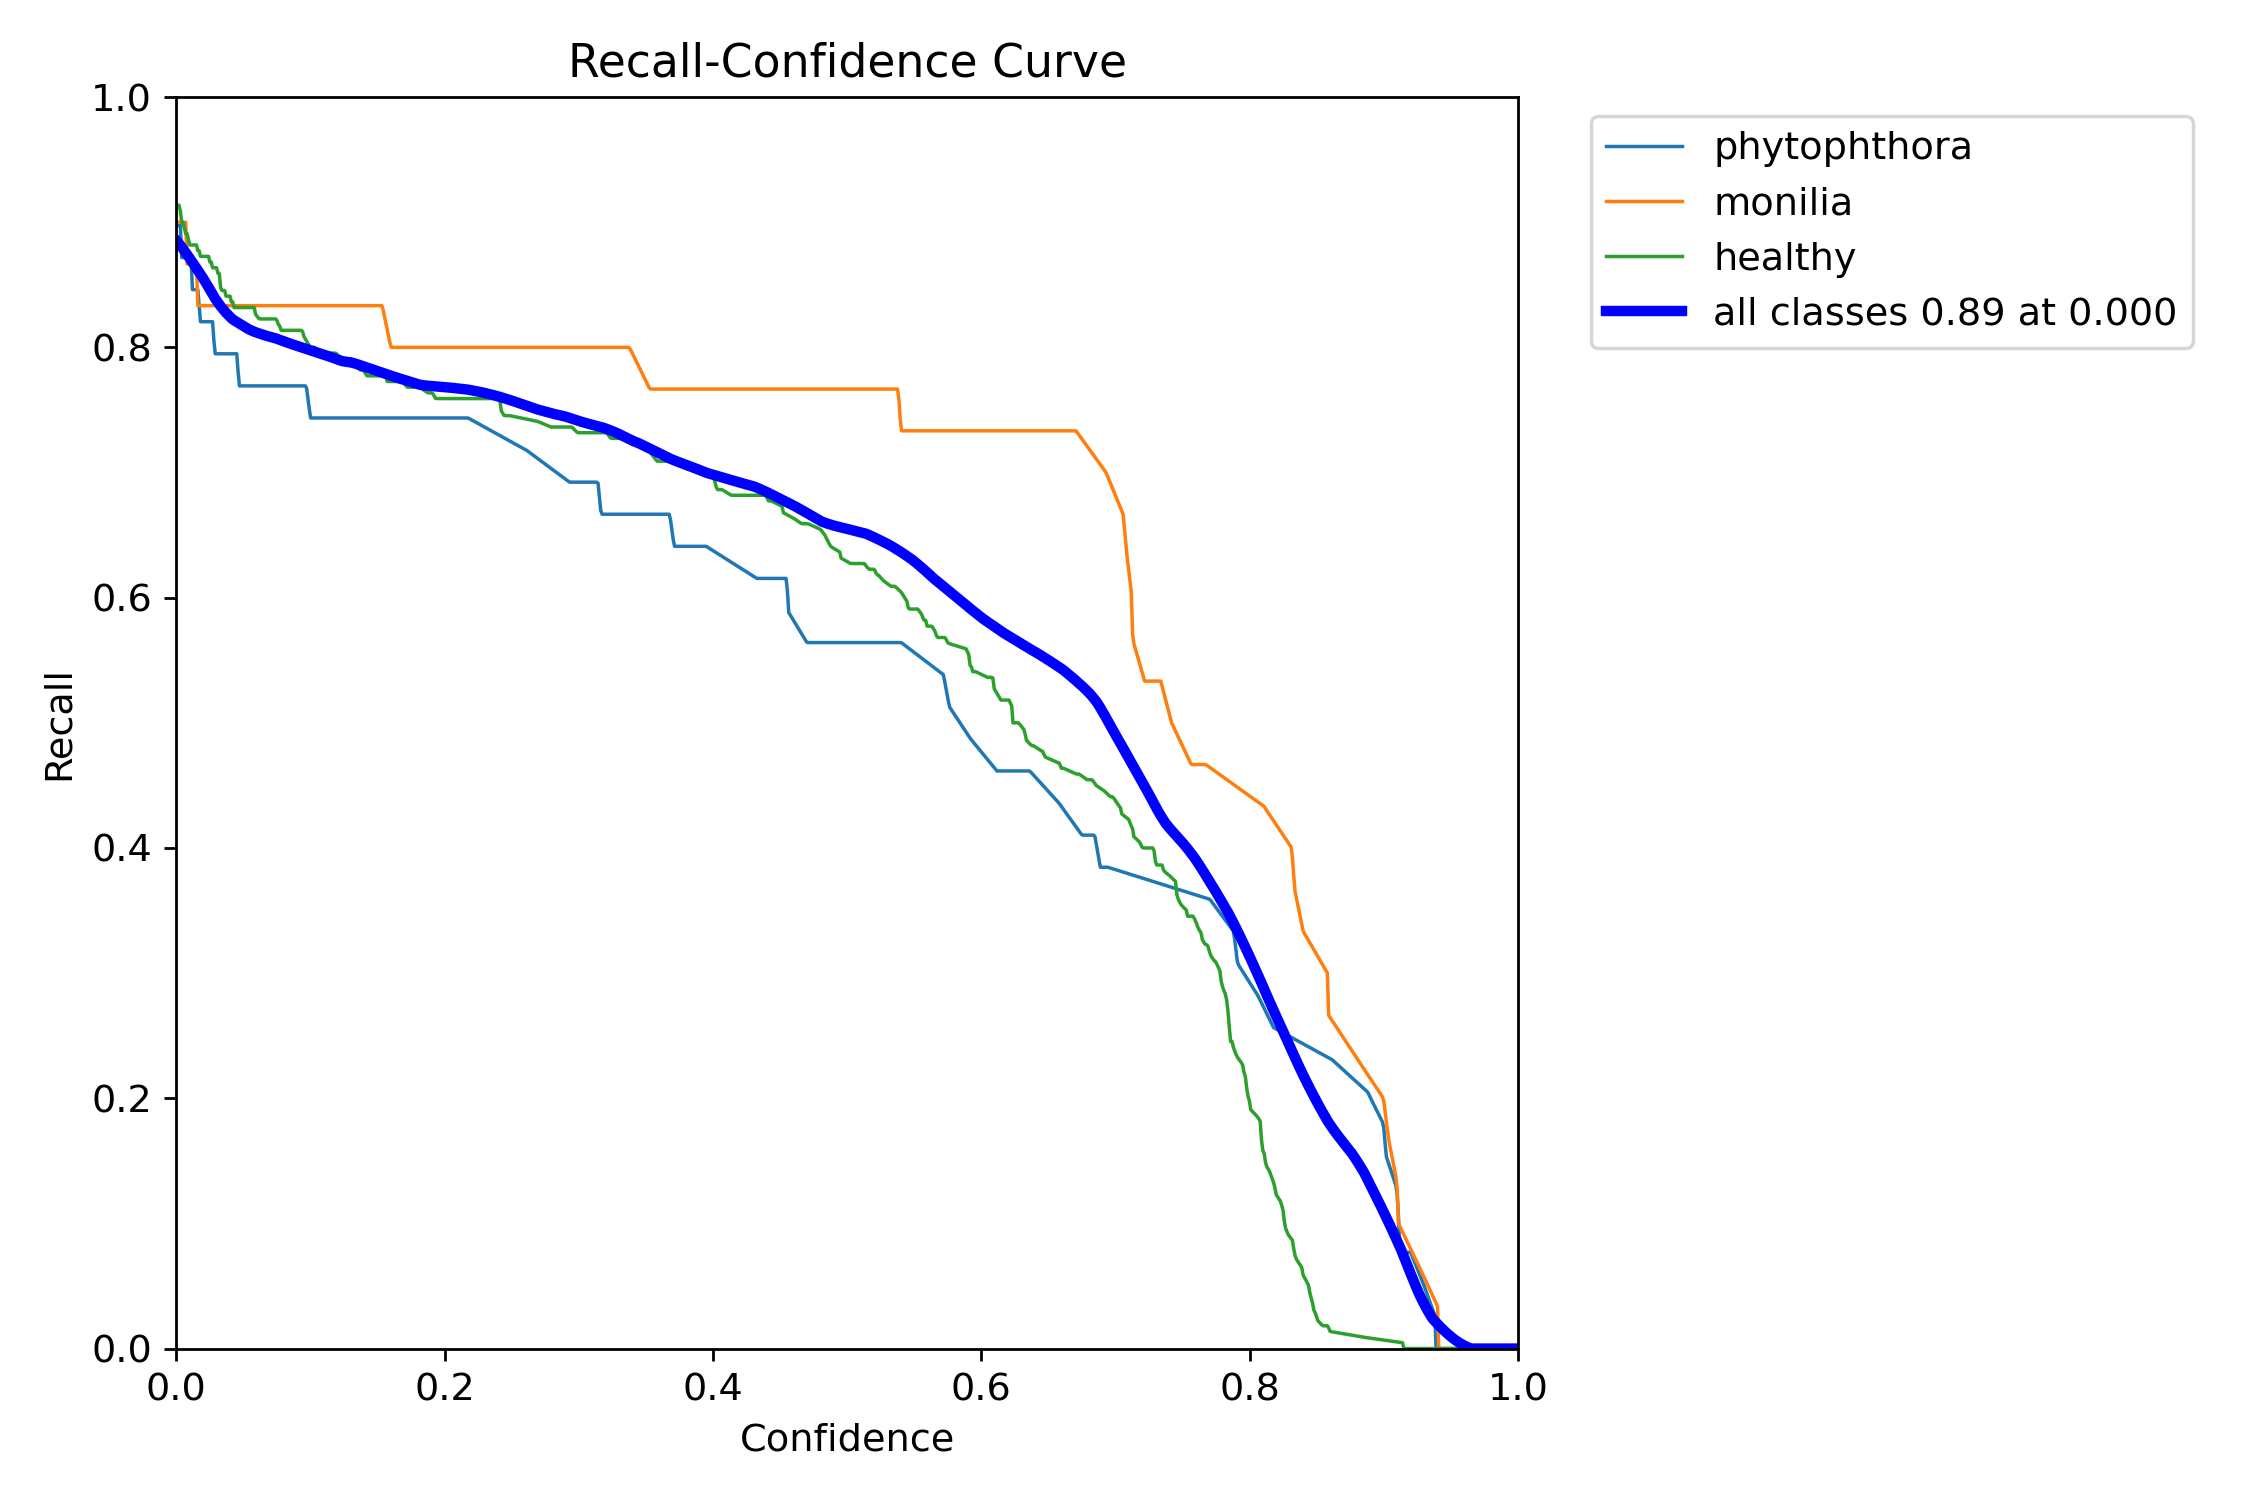 Recall-Confidence Curve
1.0
0.8
0.6
0.4
0.2
0.0
Recall
0.0 0.2 0.4 0.6 0.8 1.0
Confidence
phytophthora
monilia
healthy
all classes 0.89 at 0.000